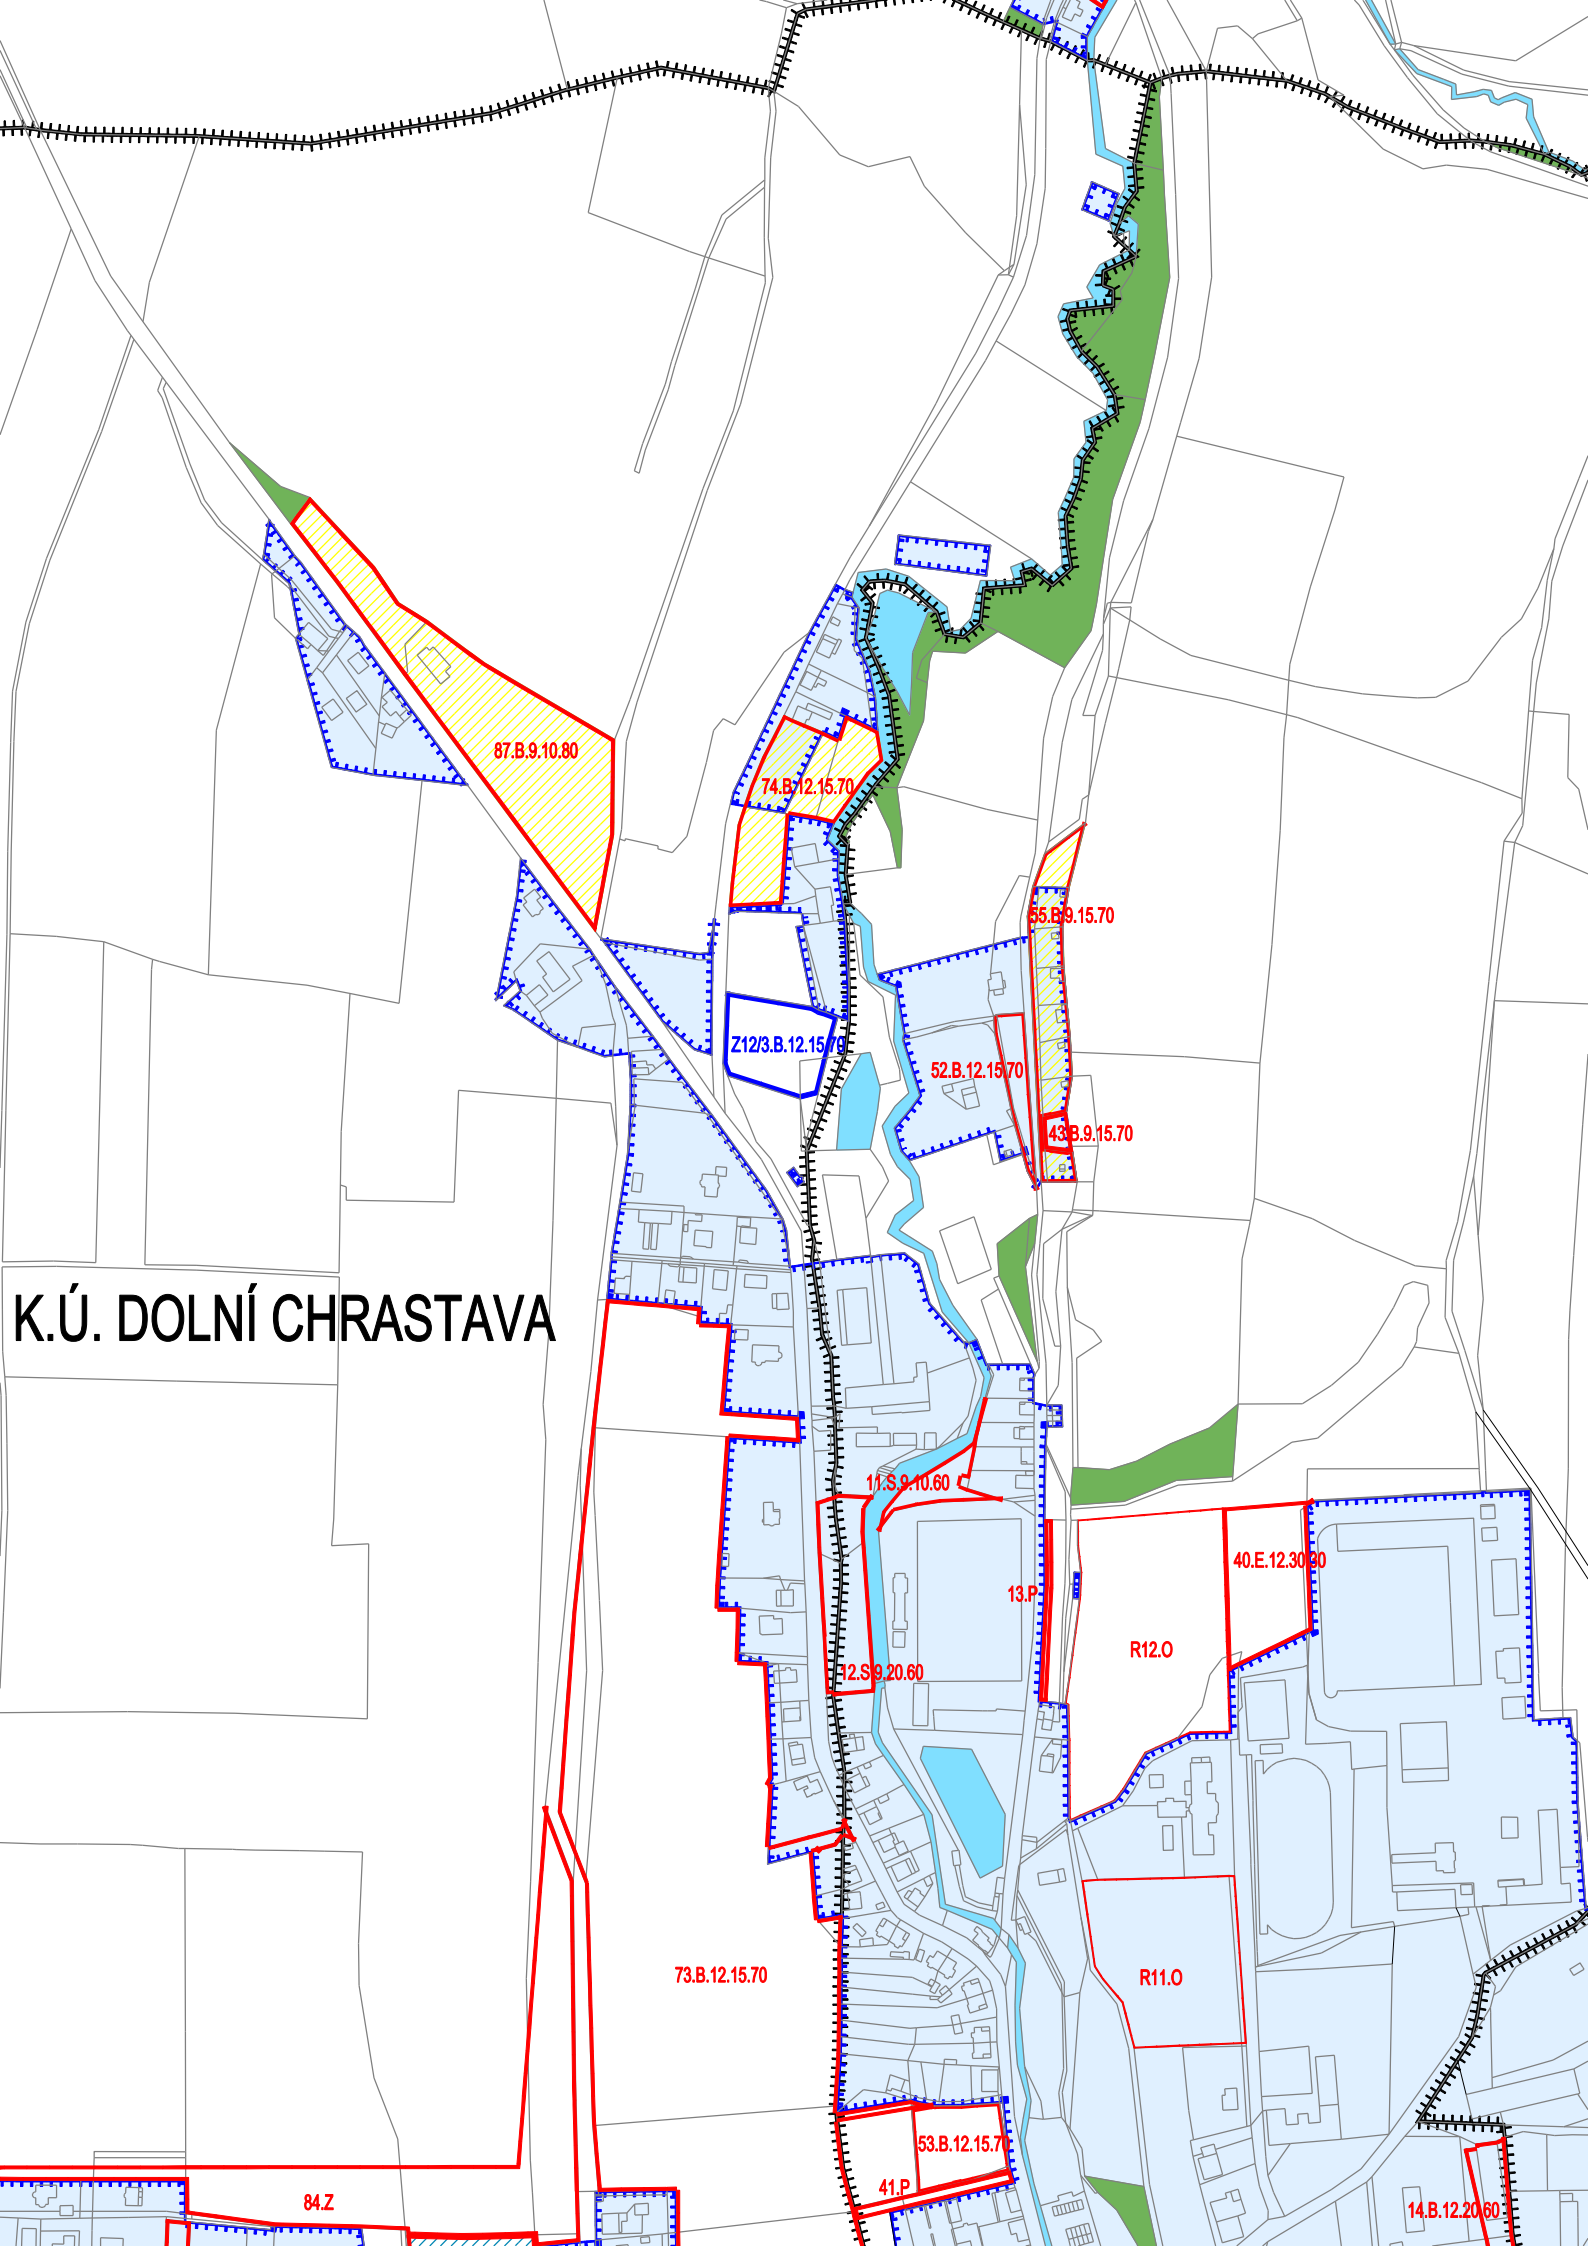 87.B.9.10.80
74.B.12.15.70
55.B.9.15.70
Z12/3.B.12.15.70
52.B.12.15.70
43.B.9.15.70
K.Ú. DOLNÍ CHRASTAVA
11.S.9.10.60
40.E.12.30.30
13.P
R12.O
12.S.9.20.60
73.B.12.15.70
R11.O
53.B.12.15.70
41.P
84.Z
14.B.12.20.60